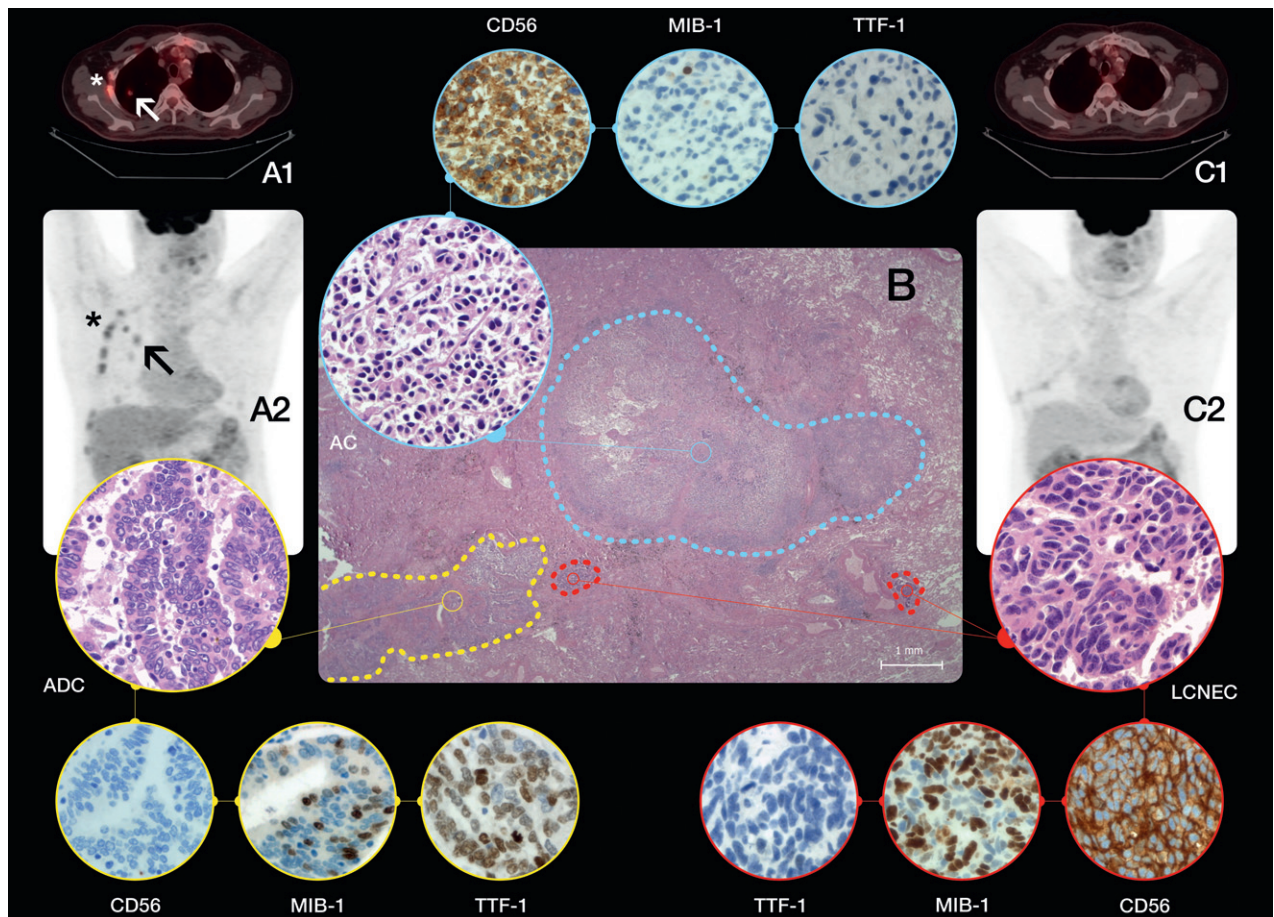 CD56 MIB-1 TTF-1
*
A1
C1
*
A2
B
C2
AC
1 mm
ADC
LCNEC
CD56 MIB-1 TTF-1 TTF-1 MIB-1 CD56